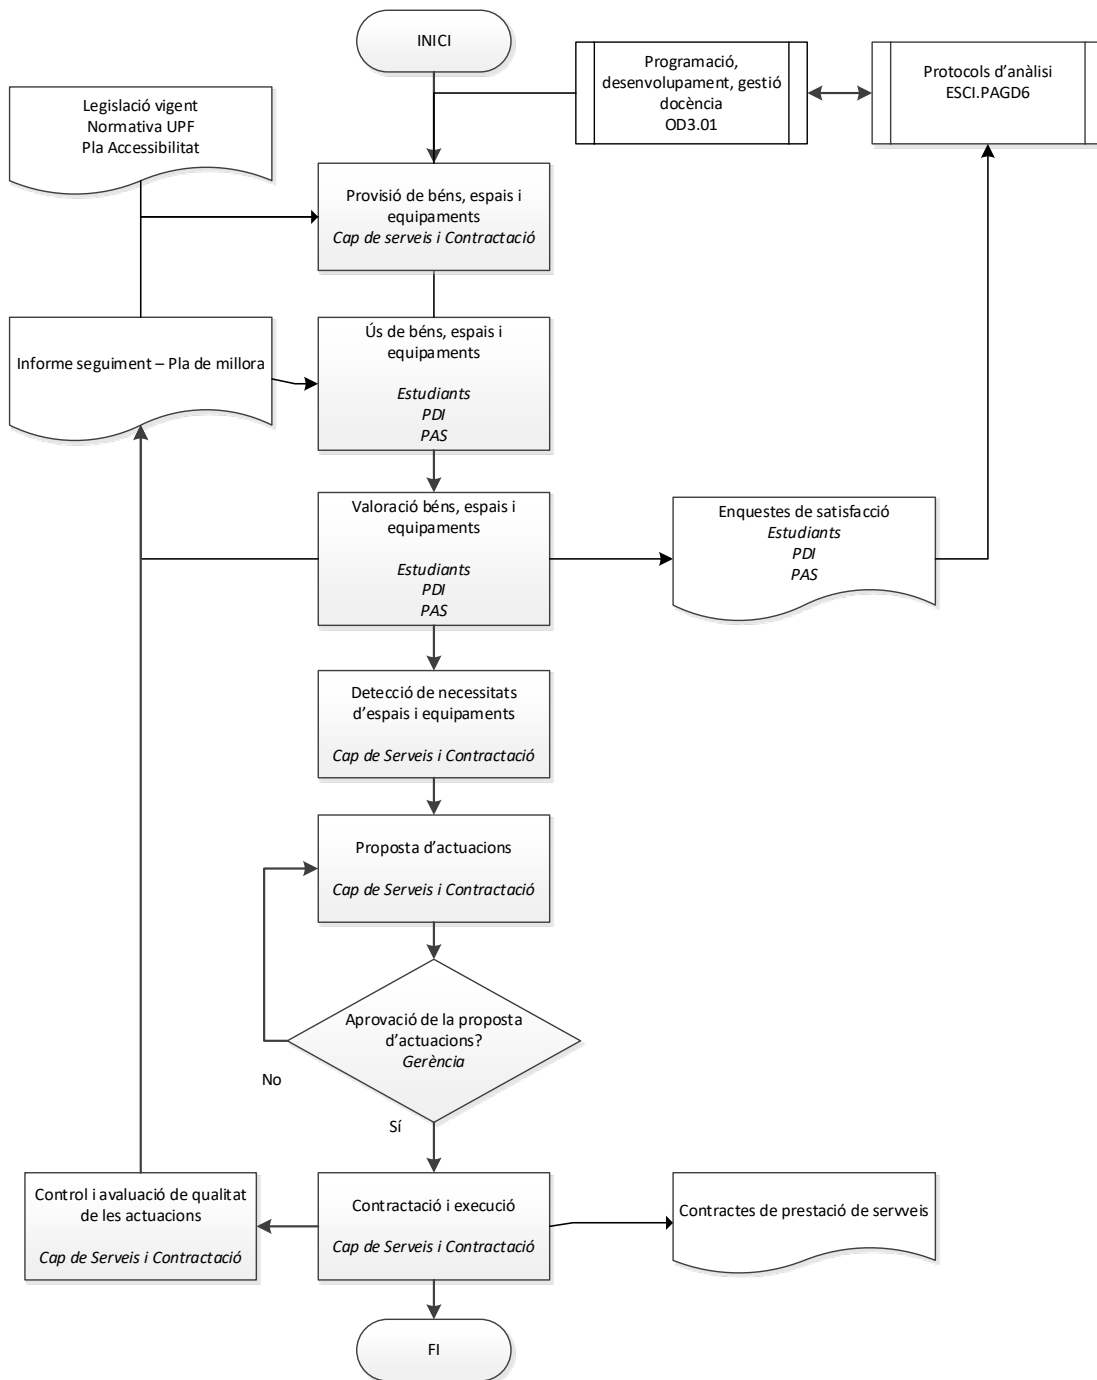 INICI
Programació,
desenvolupament, gestió
docència
OD3.01
Protocols d’anàlisi
ESCI.PAGD6
Legislació vigent
Normativa UPF
Pla Accessibilitat
Provisió de béns, espais i
equipaments
Cap de serveis i Contractació
Informe seguiment – Pla de millora
Ús de béns, espais i
equipaments
Estudiants
PDI
PAS
Valoració béns, espais i
equipaments
Estudiants
PDI
PAS
Enquestes de satisfacció
Estudiants
PDI
PAS
Detecció de necessitats
d’espais i equipaments
Cap de Serveis i Contractació
Proposta d’actuacions
Cap de Serveis i Contractació
Aprovació de la proposta
d’actuacions?
Gerència
No
Sí
Control i avaluació de qualitat
de les actuacions
Cap de Serveis i Contractació
Contractació i execució
Cap de Serveis i Contractació
Contractes de prestació de servveis
FI